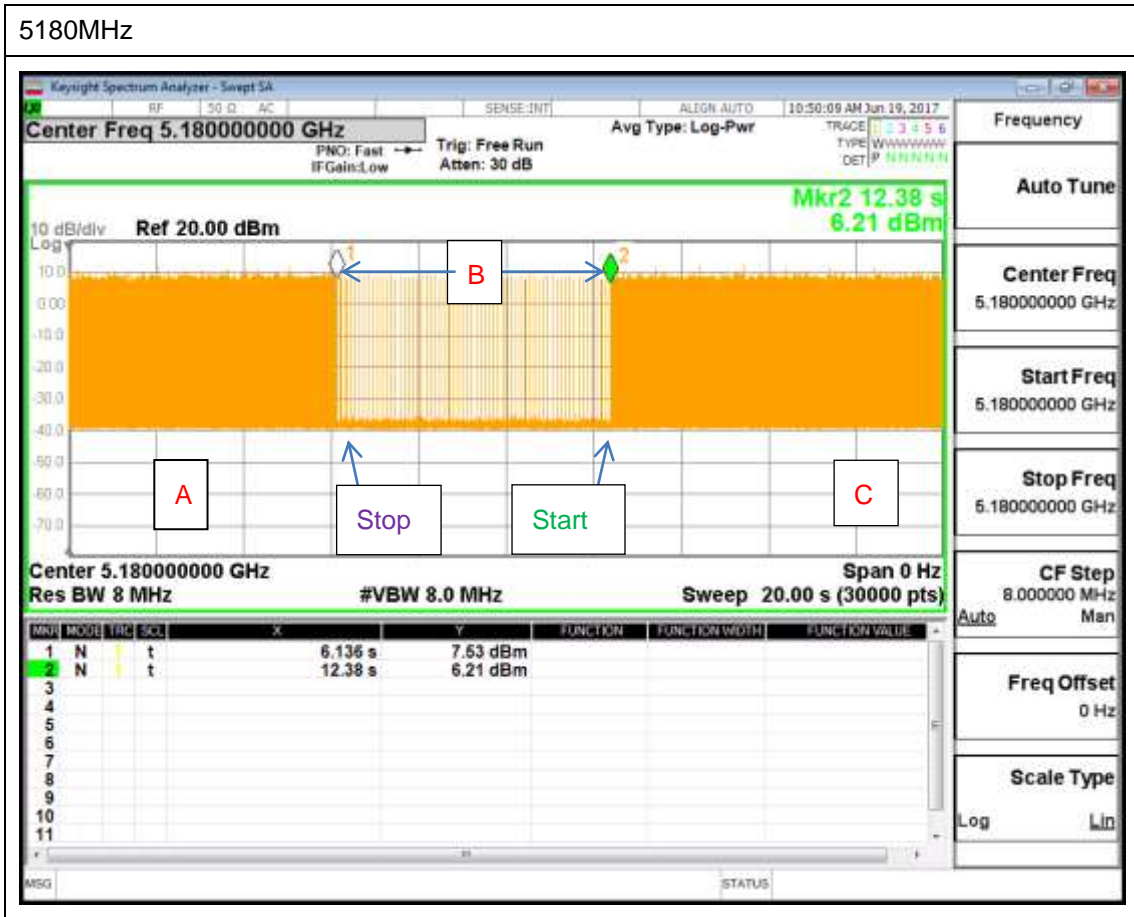 5180MHz
Keysight Spectrum Analyzer - Swept SA
RF 50 Ω AC SENSE:INT ALIGN AUTO 10:50:09 AM Jun 19, 2017
Center Freq 5.180000000 GHz
PNO: Fast
IFGain:Low
Trig: Free Run
Atten: 30 dB
Avg Type: Log-Pwr
TRACE 1 2 3 4 5 6
TYPE W
DET P N N N N N
Mkr2 12.38 s
6.21 dBm
10 dB/div Ref 20.00 dBm
Log
10.0
0.00
-10.0
-20.0
-30.0
-40.0
-50.0
-60.0
-70.0
1
2
B
A
C
Stop
Start
Center 5.180000000 GHz Span 0 Hz
Res BW 8 MHz #VBW 8.0 MHz Sweep 20.00 s (30000 pts)
MKR MODE TRC SCL X Y FUNCTION FUNCTION WIDTH FUNCTION VALUE
1 N 1 t 6.136 s 7.53 dBm
2 N 1 t 12.38 s 6.21 dBm
3
4
5
6
7
8
9
10
11
MSG STATUS
Frequency
Auto Tune
Center Freq
5.180000000 GHz
Start Freq
5.180000000 GHz
Stop Freq
5.180000000 GHz
CF Step
8.000000 MHz
Auto Man
Freq Offset
0 Hz
Scale Type
Log Lin